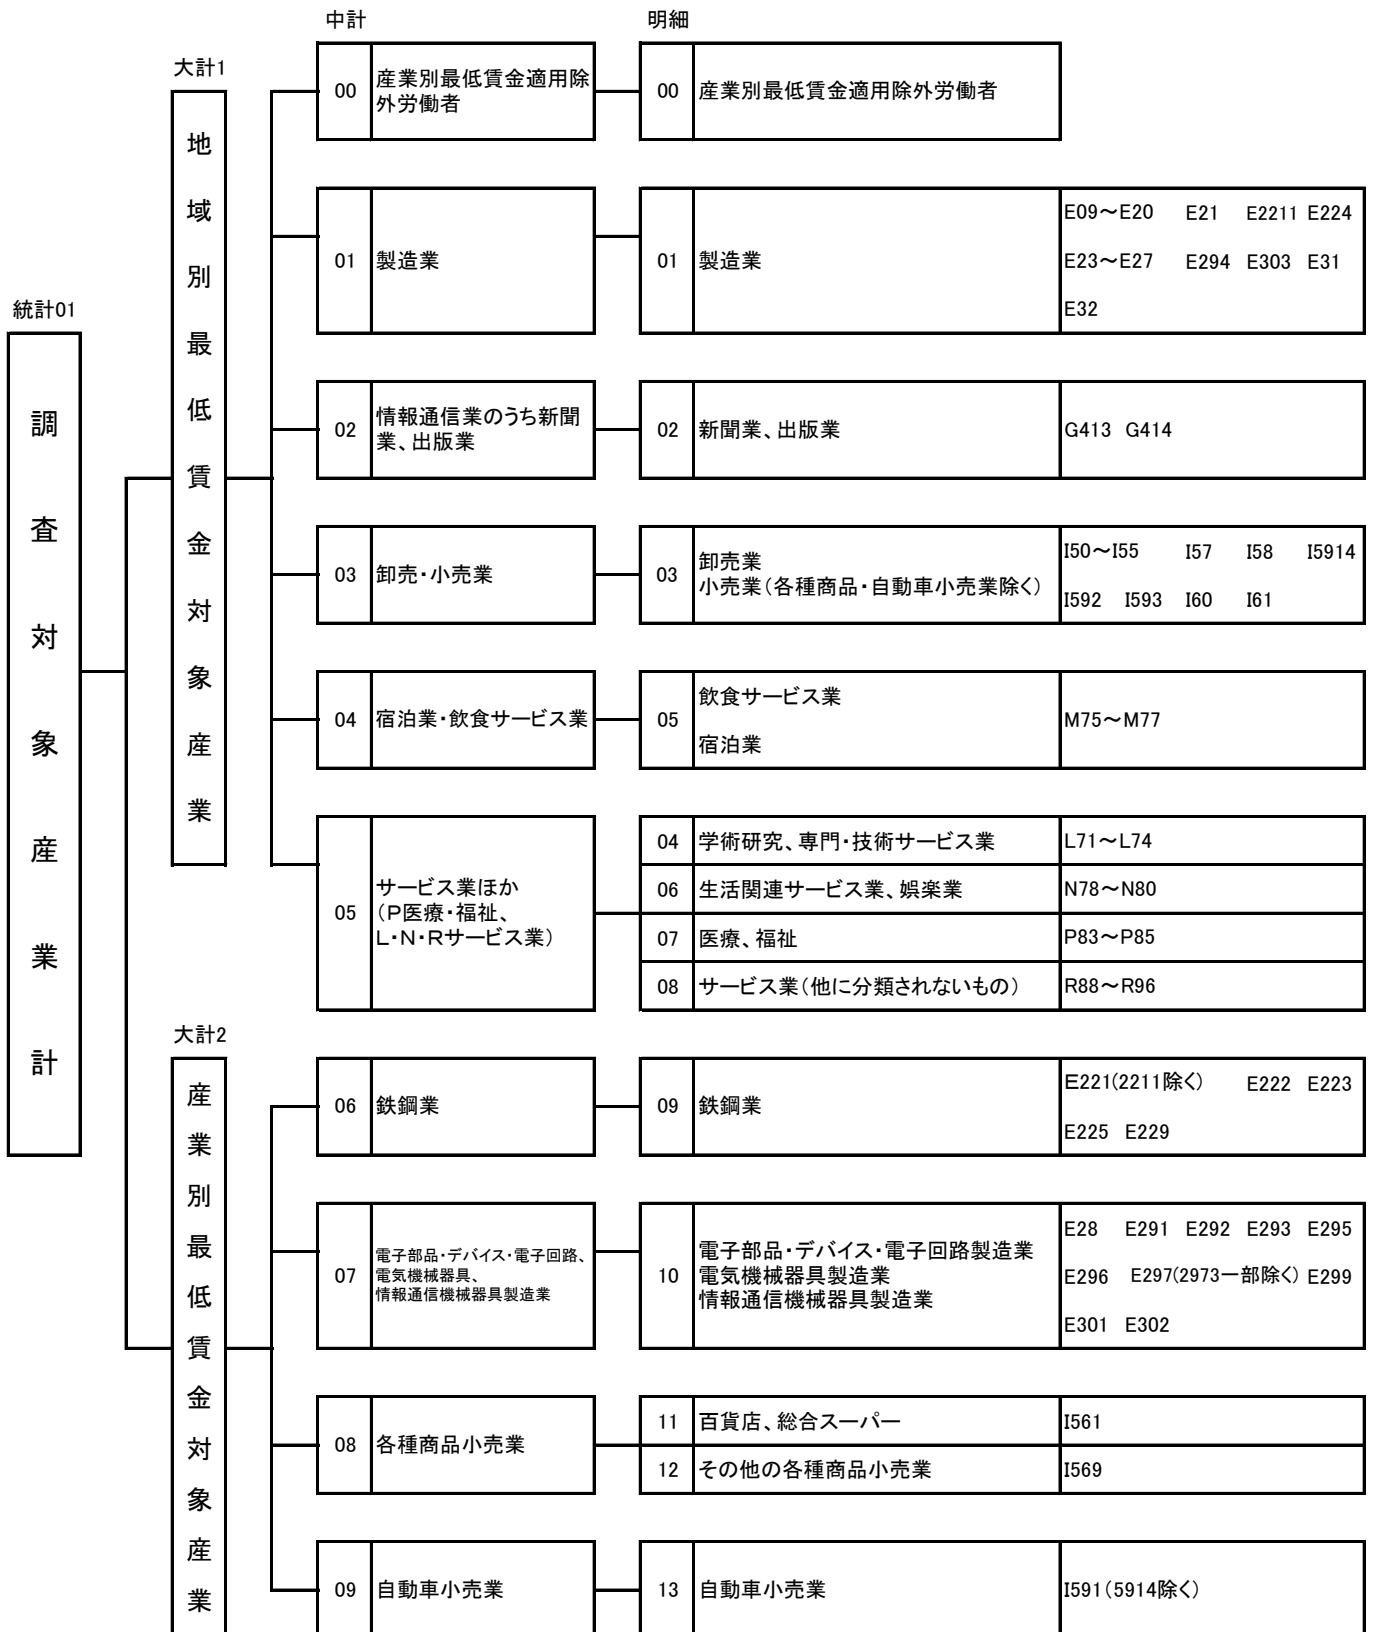 中計
明細
統計01
調査対象産業計
大計1
地域別最低賃金対象産業
00
産業別最低賃金適用除
外労働者
00
産業別最低賃金適用除外労働者
01
製造業
01
製造業
E09～E20 E21 E2211 E224
E23～E27 E294 E303 E31
E32
02
情報通信業のうち新聞
業、出版業
02
新聞業、出版業
G413 G414
03
卸売・小売業
03
卸売業
小売業(各種商品・自動車小売業除く)
I50～I55 I57 I58 I5914
I592 I593 I60 I61
04
宿泊業・飲食サービス業
05
飲食サービス業
宿泊業
M75～M77
05
サービス業ほか
(P医療・福祉、
L・N・Rサービス業)
04
学術研究、専門・技術サービス業
L71～L74
06
生活関連サービス業、娯楽業
N78～N80
07
医療、福祉
P83～P85
08
サービス業(他に分類されないもの)
R88～R96
大計2
産業別最低賃金対象産業
06
鉄鋼業
09
鉄鋼業
E221(2211除く) E222 E223
E225 E229
07
電子部品・デバイス・電子回路、
電気機械器具、
情報通信機械器具製造業
10
電子部品・デバイス・電子回路製造業
電気機械器具製造業
情報通信機械器具製造業
E28 E291 E292 E293 E295
E296 E297(2973一部除く) E299
E301 E302
08
各種商品小売業
11
百貨店、総合スーパー
I561
12
その他の各種商品小売業
I569
09
自動車小売業
13
自動車小売業
I591(5914除く)